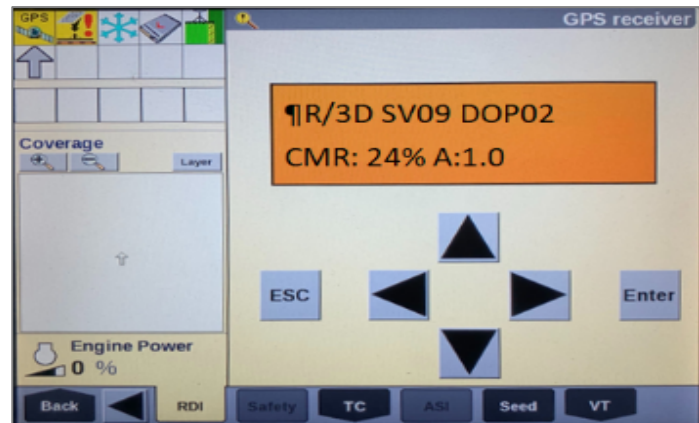 GPS
GPS receiver
¶R/3D SV09 DOP02
CMR: 24% A:1.0
Coverage
Layer
ESC
Enter
Engine Power
0 %
Back
RDI
Safety
TC
ASI
Seed
VT